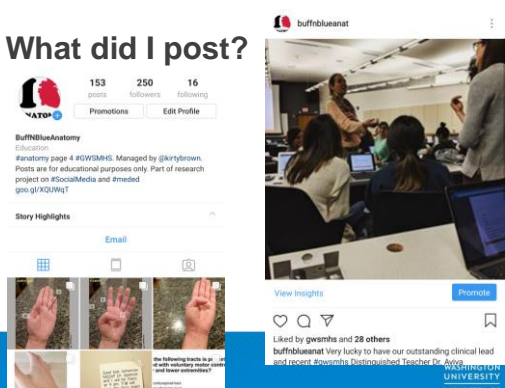 What did I post?
153 250 16
posts followers following
Promotions Edit Profile
BuffNBlueAnatomy
Education
#anatomy page 4 #GWSMHS. Managed by @kirtybrown.
Posts are for educational purposes only. Part of research
project on #SocialMedia and #meded
goo.gl/XQUWqT
Story Highlights
Email
the following tracts is
with voluntary motor
and lower extremities?
buffnblueanat
View Insights Promote
Liked by gwsmhs and 28 others
buffnblueanat Very lucky to have our outstanding clinical lead
and recent #gwsmhs Distinguished Teacher Dr. Aviva
WASHINGTON
UNIVERSITY